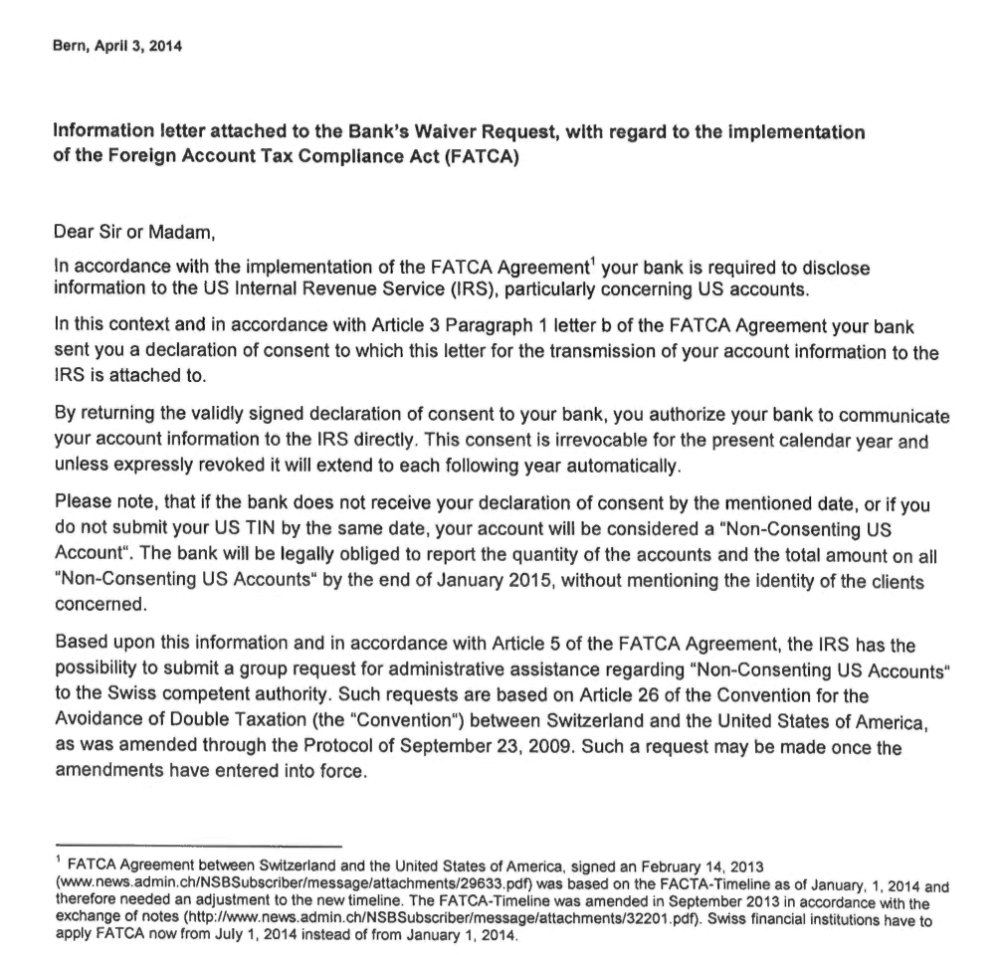 Bern, April 3, 2014
Information letter attached to the Bank's Waiver Request, with regard to the implementation
of the Foreign Account Tax Compliance Act (FATCA)
Dear Sir or Madam,
In accordance with the implementation of the FATCA Agreement¹ your bank is required to disclose
information to the US Internal Revenue Service (IRS), particularly concerning US accounts.
In this context and in accordance with Article 3 Paragraph 1 letter b of the FATCA Agreement your bank
sent you a declaration of consent to which this letter for the transmission of your account information to the
IRS is attached to.
By returning the validly signed declaration of consent to your bank, you authorize your bank to communicate
your account information to the IRS directly. This consent is irrevocable for the present calendar year and
unless expressly revoked it will extend to each following year automatically.
Please note, that if the bank does not receive your declaration of consent by the mentioned date, or if you
do not submit your US TIN by the same date, your account will be considered a "Non-Consenting US
Account“. The bank will be legally obliged to report the quantity of the accounts and the total amount on all
"Non-Consenting US Accounts“ by the end of January 2015, without mentioning the identity of the clients
concerned.
Based upon this information and in accordance with Article 5 of the FATCA Agreement, the IRS has the
possibility to submit a group request for administrative assistance regarding "Non-Consenting US Accounts“
to the Swiss competent authority. Such requests are based on Article 26 of the Convention for the
Avoidance of Double Taxation (the "Convention“) between Switzerland and the United States of America,
as was amended through the Protocol of September 23, 2009. Such a request may be made once the
amendments have entered into force.
¹ FATCA Agreement between Switzerland and the United States of America, signed an February 14, 2013
(www.news.admin.ch/NSBSubscriber/message/attachments/29633.pdf) was based on the FACTA-Timeline as of January, 1, 2014 and
therefore needed an adjustment to the new timeline. The FATCA-Timeline was amended in September 2013 in accordance with the
exchange of notes (http://www.news.admin.ch/NSBSubscriber/message/attachments/32201.pdf). Swiss financial institutions have to
apply FATCA now from July 1, 2014 instead of from January 1, 2014.